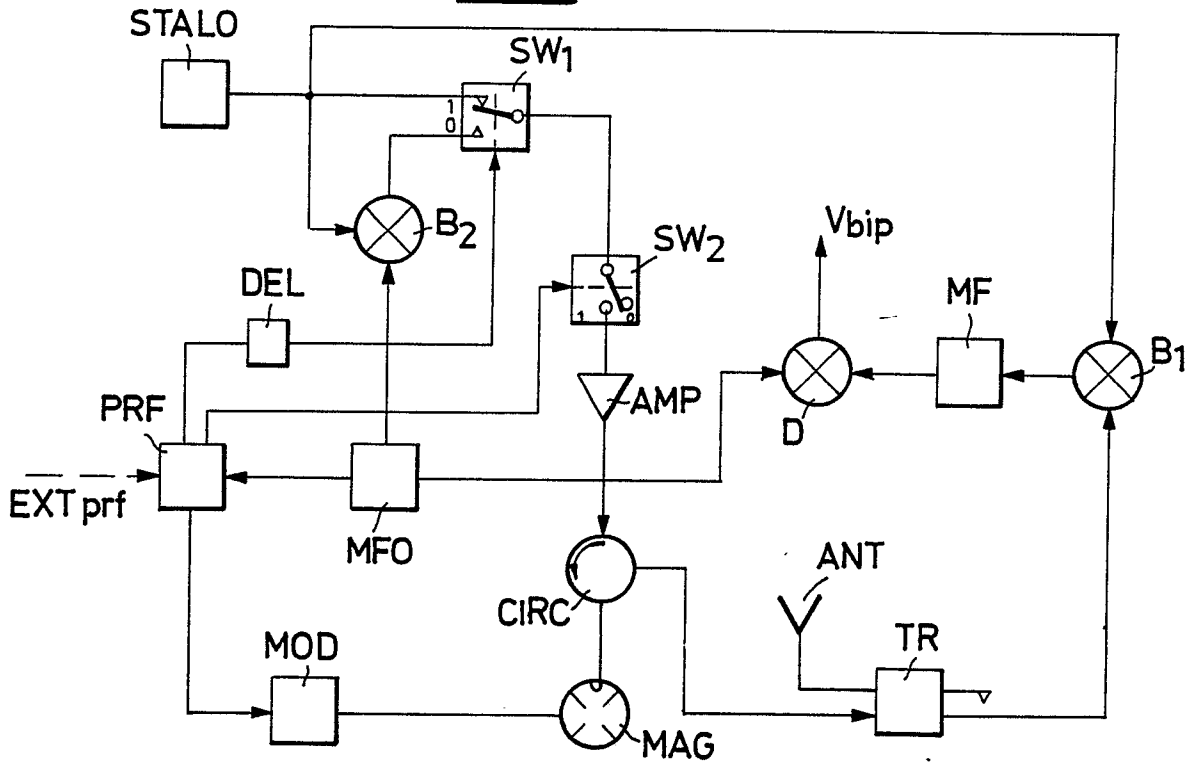 STALO
SW1
1
0
B2
SW2
Vbip
DEL
MF
1 0
B1
PRF
AMP
D
EXT prf
MFO
ANT
CIRC
TR
MOD
MAG